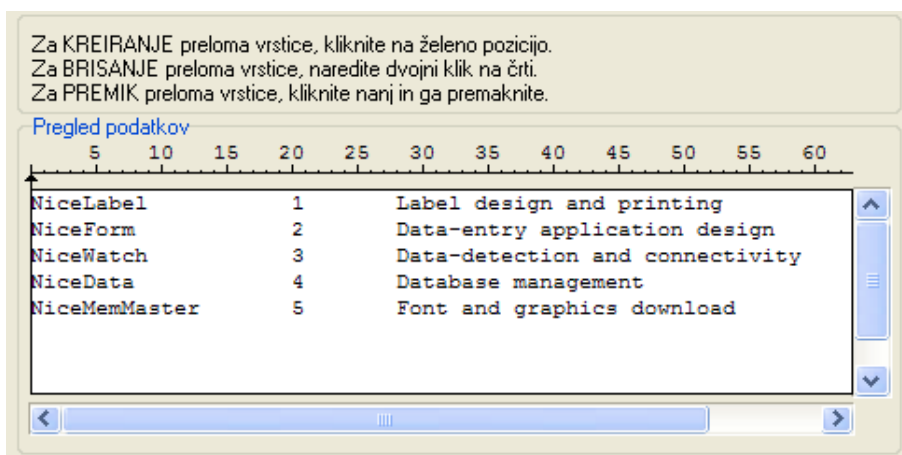 Za KREIRANJE preloma vrstice, kliknite na želeno pozicijo.
Za BRISANJE preloma vrstice, naredite dvojni klik na črti.
Za PREMIK preloma vrstice, kliknite nanj in ga premaknite.
Pregled podatkov
5 10 15 20 25 30 35 40 45 50 55 60
NiceLabel 1 Label design and printing
NiceForm 2 Data-entry application design
NiceWatch 3 Data-detection and connectivity
NiceData 4 Database management
NiceMemMaster 5 Font and graphics download